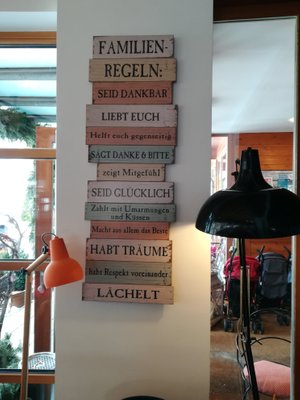 FAMILIEN-
REGELN:
SEID DANKBAR
LIEBT EUCH
Helft euch gegenseitig
SAGT DANKE & BITTE
zeigt Mitgefühl
SEID GLÜCKLICH
Zahlt mit Umarmungen
und Küssen
Macht aus allem das Beste
HABT TRÄUME
habt Respekt voreinander
LÄCHELT